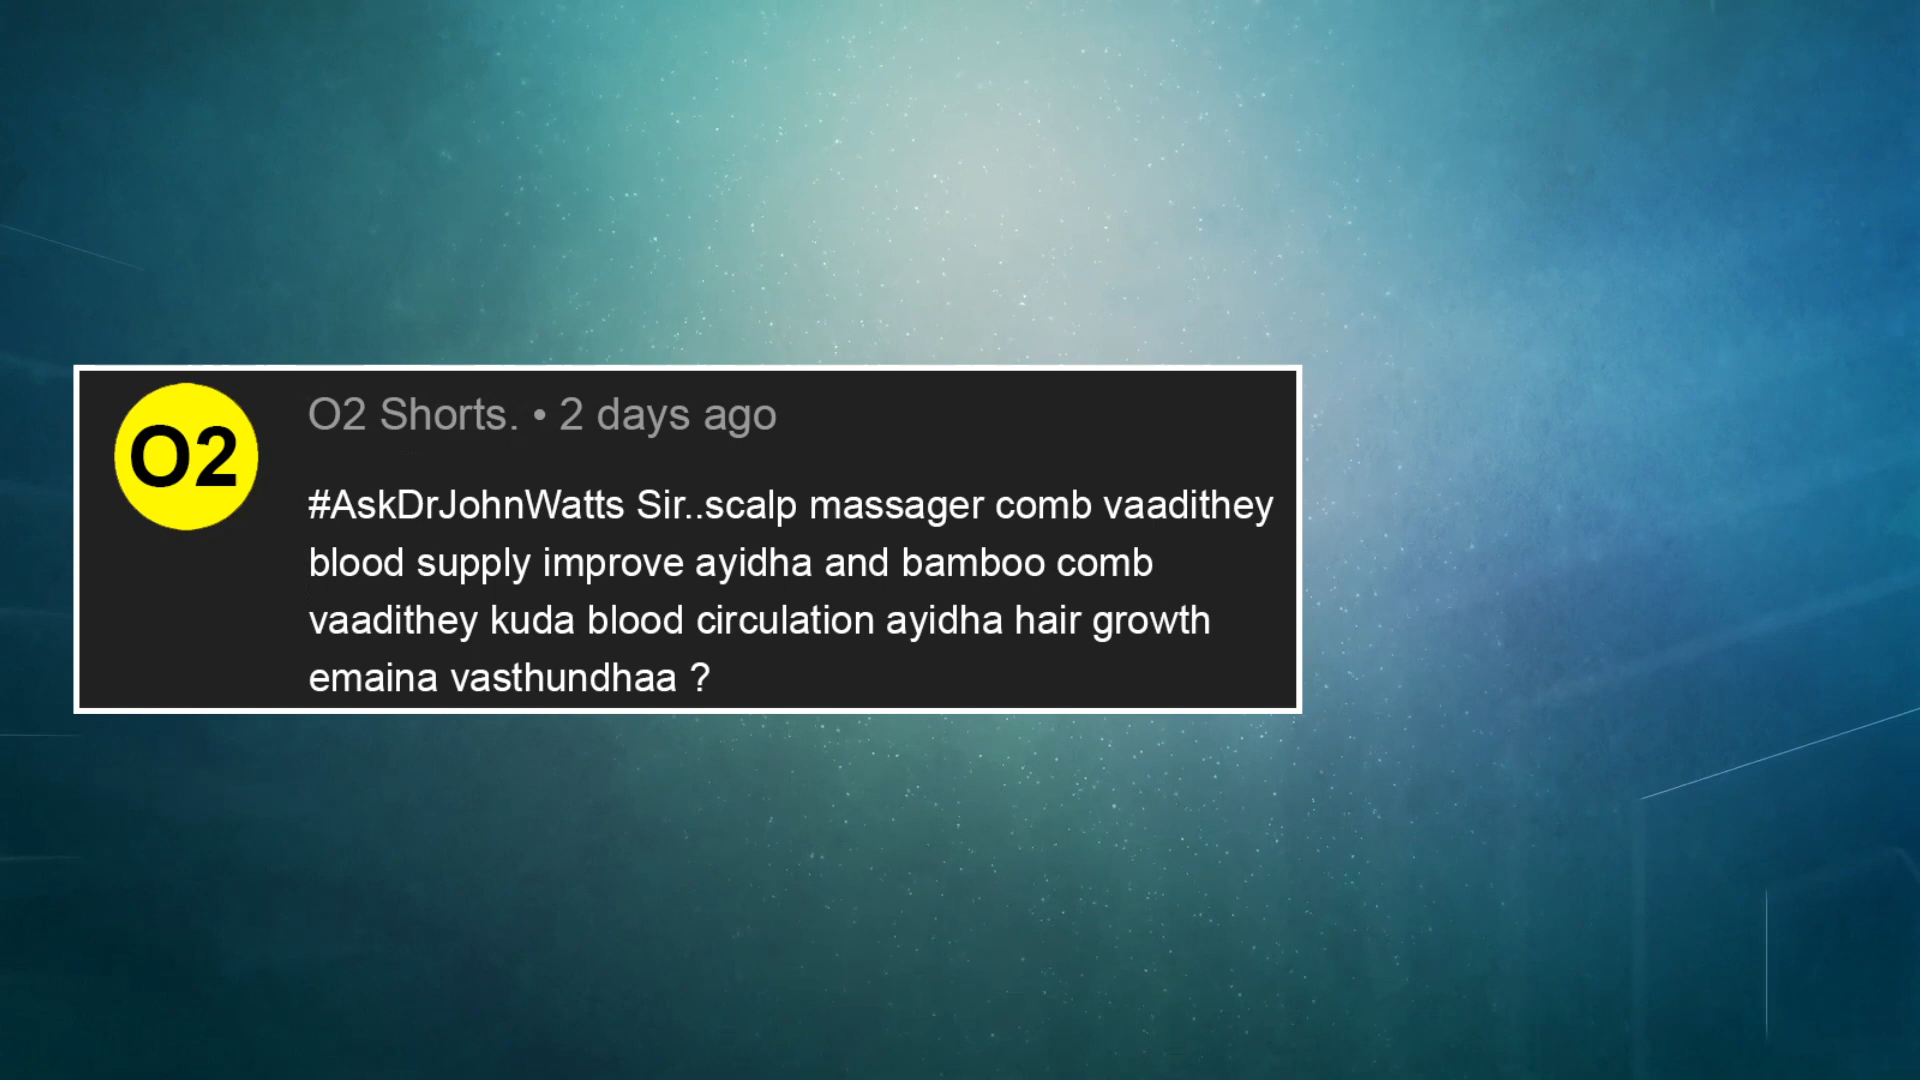 O2
O2 Shorts. • 2 days ago
#AskDrJohnWatts Sir..scalp massager comb vaadithey
blood supply improve ayidha and bamboo comb
vaadithey kuda blood circulation ayidha hair growth
emaina vasthundhaa ?